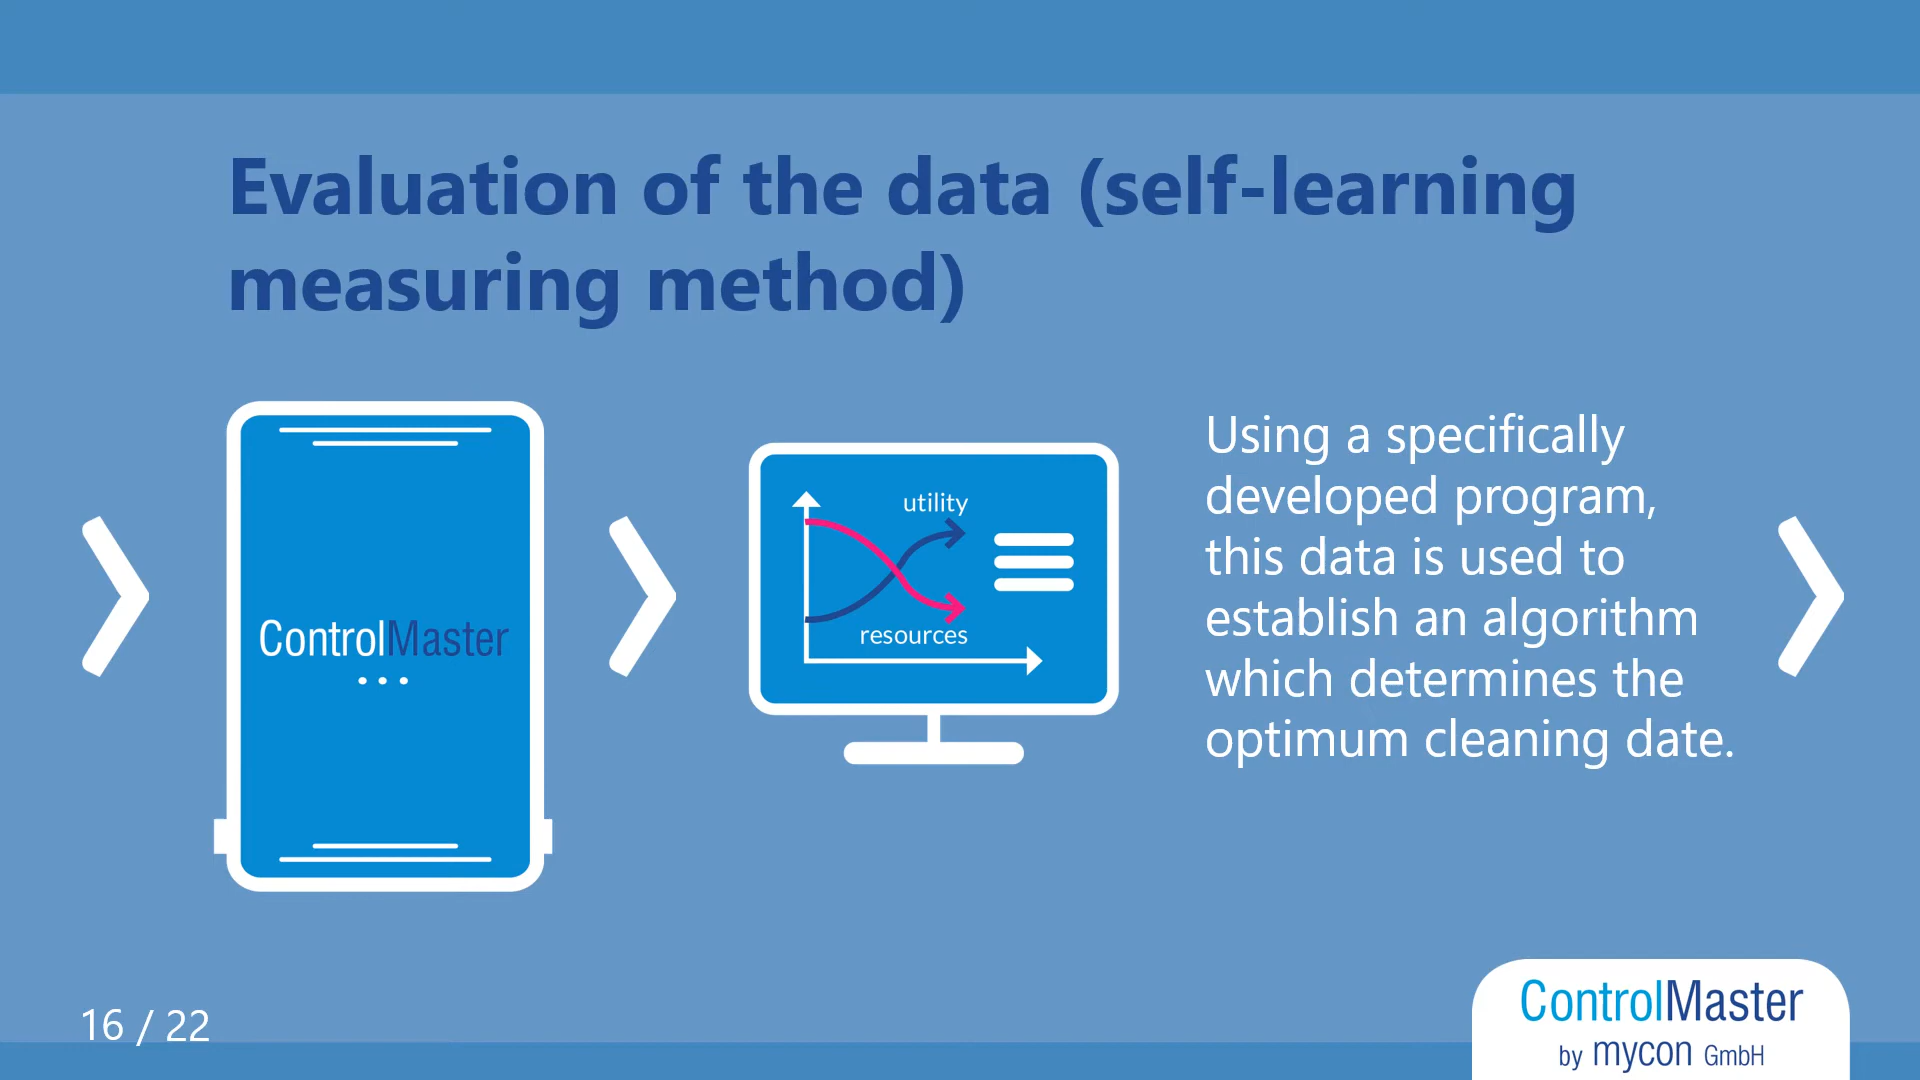 Evaluation of the data (self-learning
measuring method)
ControlMaster
utility
resources
Using a specifically
developed program,
this data is used to
establish an algorithm
which determines the
optimum cleaning date.
16 / 22
ControlMaster
by mycon GmbH